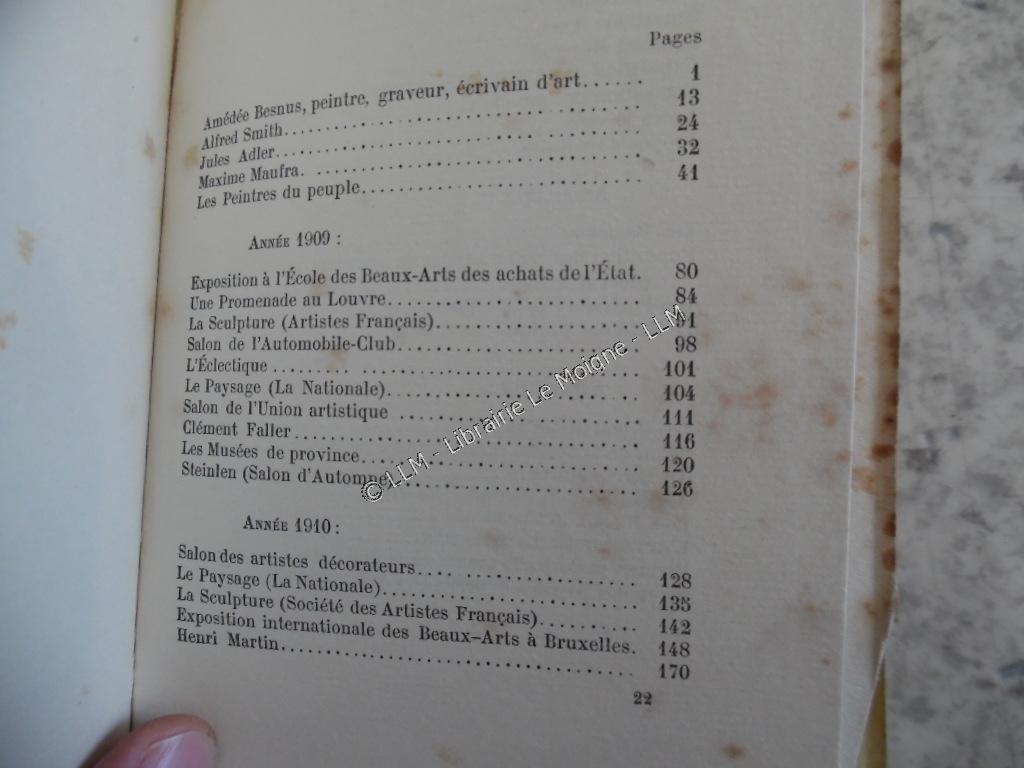 Pages
Amédée Besnus, peintre, graveur, écrivain d'art...... 1
Alfred Smith........................................ 13
Jules Adler......................................... 24
Maxime Maufra....................................... 32
Les Peintres du peuple.............................. 41
Année 1909 :
Exposition à l'École des Beaux-Arts des achats de l'État. 80
Une Promenade au Louvre............................. 84
La Sculpture (Artistes Français).................... 91
Salon de l'Automobile-Club.......................... 98
L'Éclectique ....................................... 101
Le Paysage (La Nationale)........................... 104
Salon de l'Union artistique ........................ 111
Clément Faller...................................... 116
Les Musées de province.............................. 120
Steinlen (Salon d'Automne).......................... 126
Année 1910 :
Salon des artistes décorateurs...................... 128
Le Paysage (La Nationale)........................... 135
La Sculpture (Société des Artistes Français)........ 142
Exposition internationale des Beaux-Arts à Bruxelles. 148
Henri Martin........................................ 170
22
© LLM - Librairie Le Moigne - LLM